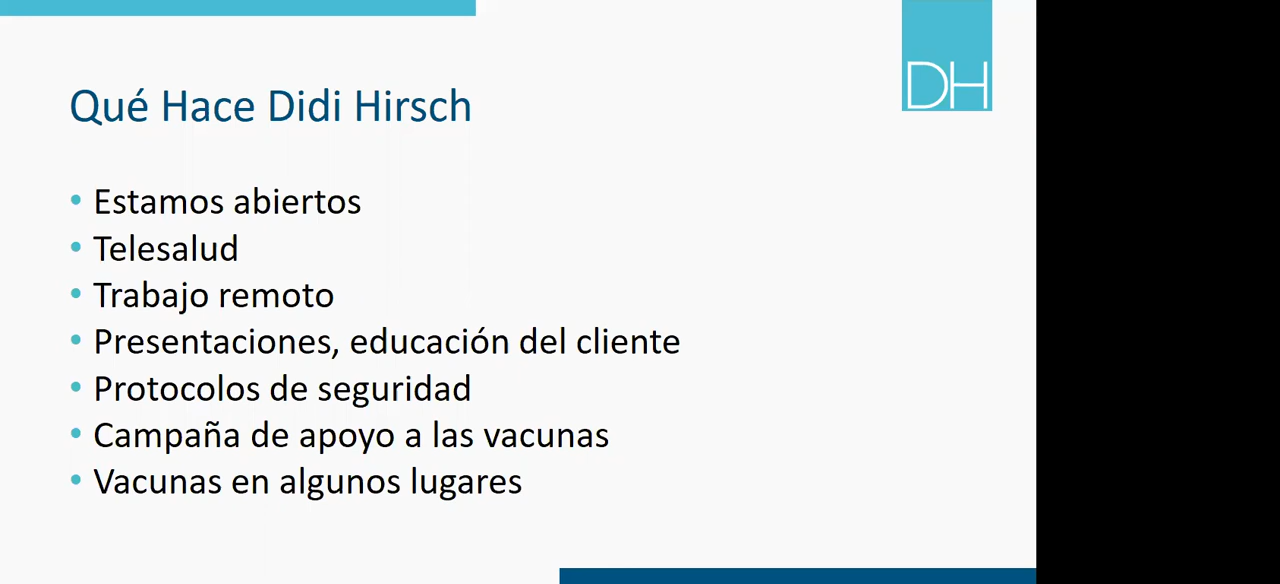 DH
Qué Hace Didi Hirsch
• Estamos abiertos
• Telesalud
• Trabajo remoto
• Presentaciones, educación del cliente
• Protocolos de seguridad
• Campaña de apoyo a las vacunas
• Vacunas en algunos lugares